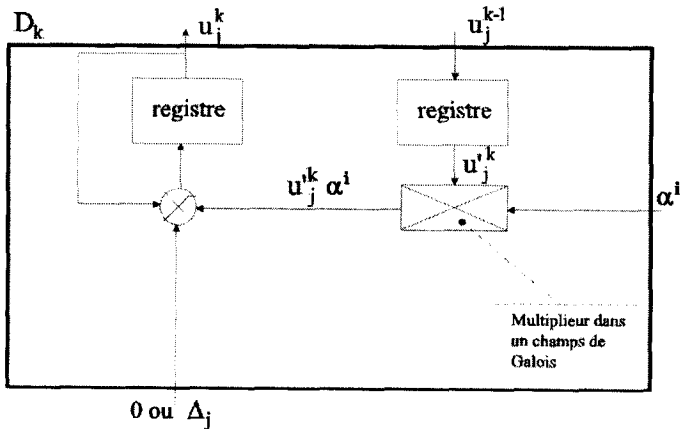 D_k
u_j^k
u_j^{k-1}
registre
registre
u'_j^k
u'_j^k α^i
α^i
Multiplieur dans
un champs de
Galois
0 ou Δ_j